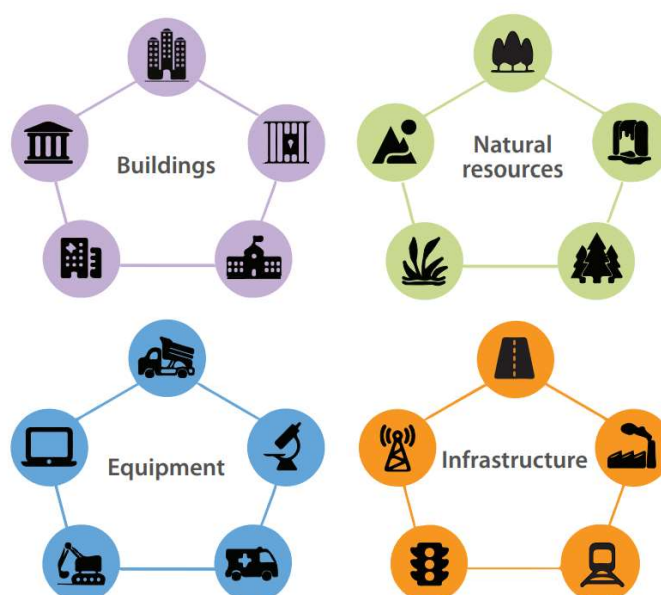 Buildings
Natural
resources
Equipment
Infrastructure